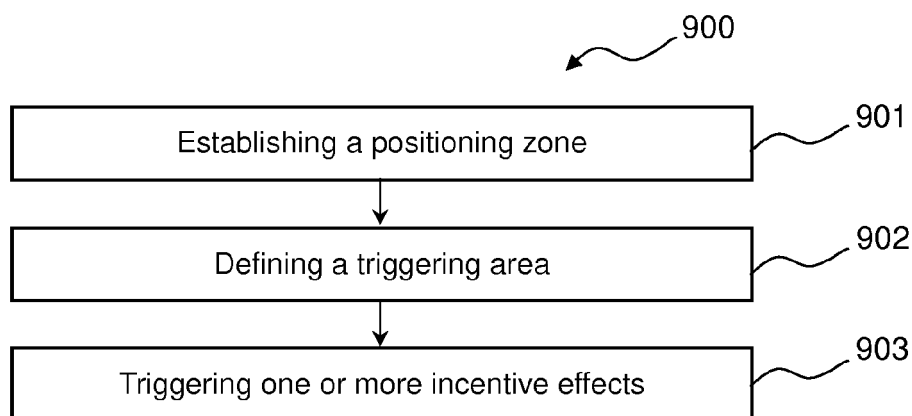 900
Establishing a positioning zone
901
Defining a triggering area
902
Triggering one or more incentive effects
903